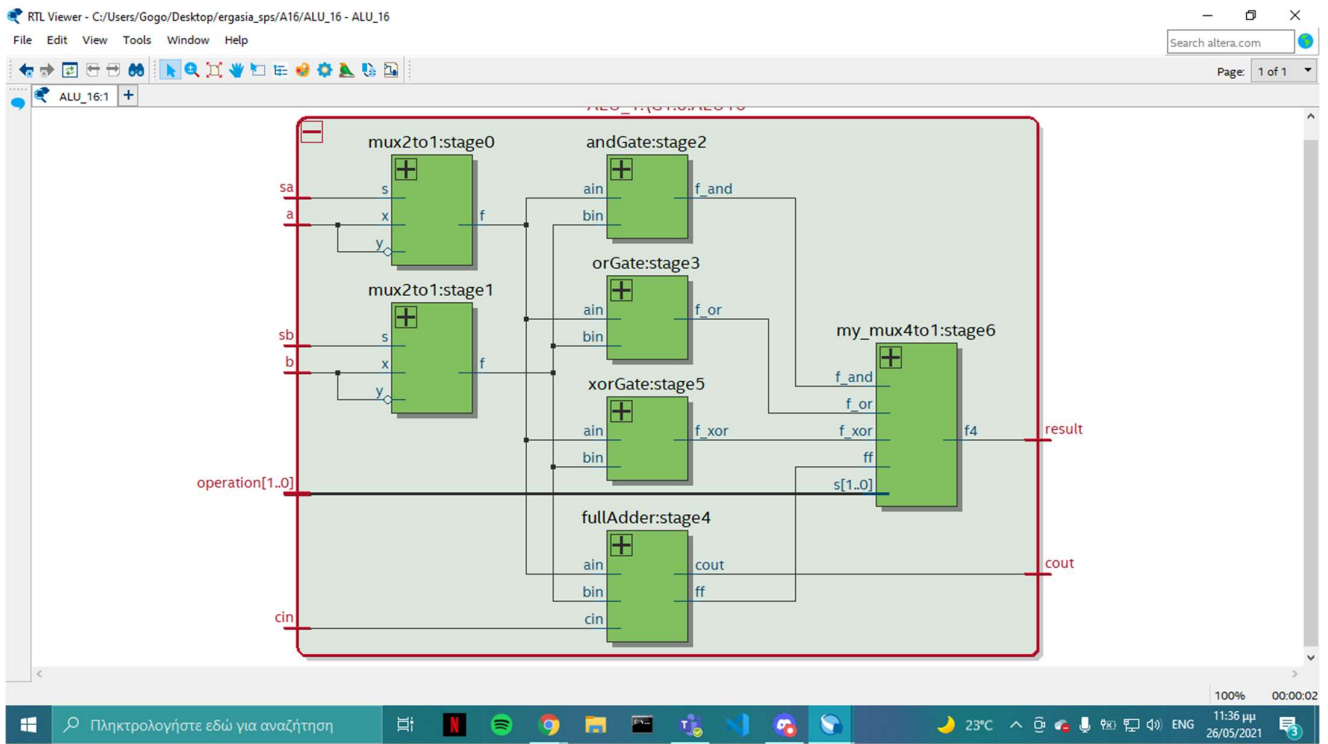 RTL Viewer - C:/Users/Gogo/Desktop/ergasia_sps/A16/ALU_16 - ALU_16
File Edit View Tools Window Help
Search altera.com
Page: 1 of 1
ALU_16:1
mux2to1:stage0
andGate:stage2
sa
s
ain
f_and
a
x
f
bin
y
orGate:stage3
mux2to1:stage1
ain
f_or
sb
s
bin
my_mux4to1:stage6
b
x
f
f_and
xorGate:stage5
y
f_or
ain
f_xor
f_xor
f4
result
bin
ff
operation[1..0]
s[1..0]
fullAdder:stage4
ain
cout
cout
bin
ff
cin
cin
100% 00:00:02
Πληκτρολογήστε εδώ για αναζήτηση
N
23°C
ENG
11:36 μμ
26/05/2021
3